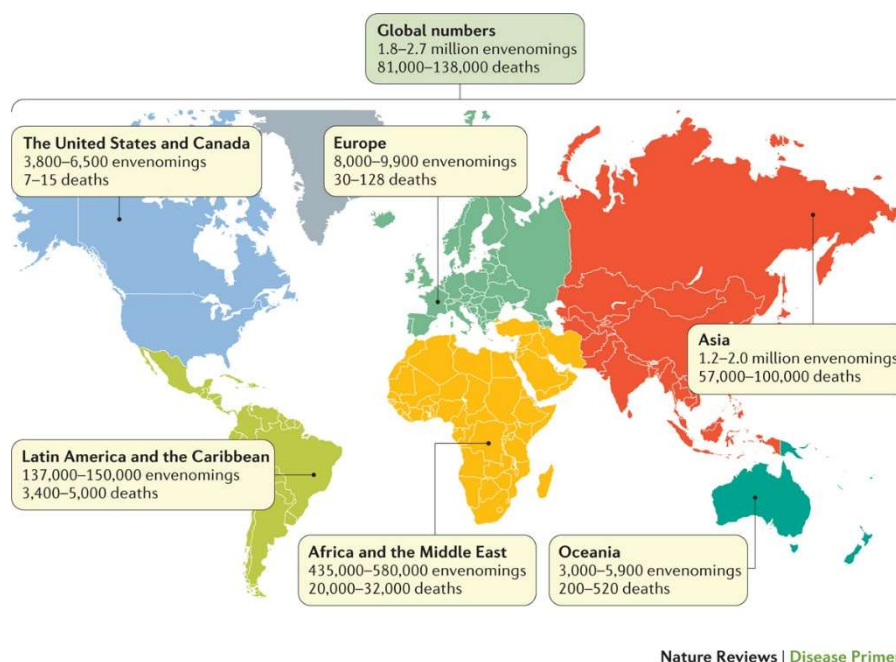 Global numbers
1.8–2.7 million envenomings
81,000–138,000 deaths
The United States and Canada
3,800–6,500 envenomings
7–15 deaths
Europe
8,000–9,900 envenomings
30–128 deaths
Asia
1.2–2.0 million envenomings
57,000–100,000 deaths
Latin America and the Caribbean
137,000–150,000 envenomings
3,400–5,000 deaths
Africa and the Middle East
435,000–580,000 envenomings
20,000–32,000 deaths
Oceania
3,000–5,900 envenomings
200–520 deaths
Nature Reviews | Disease Prime